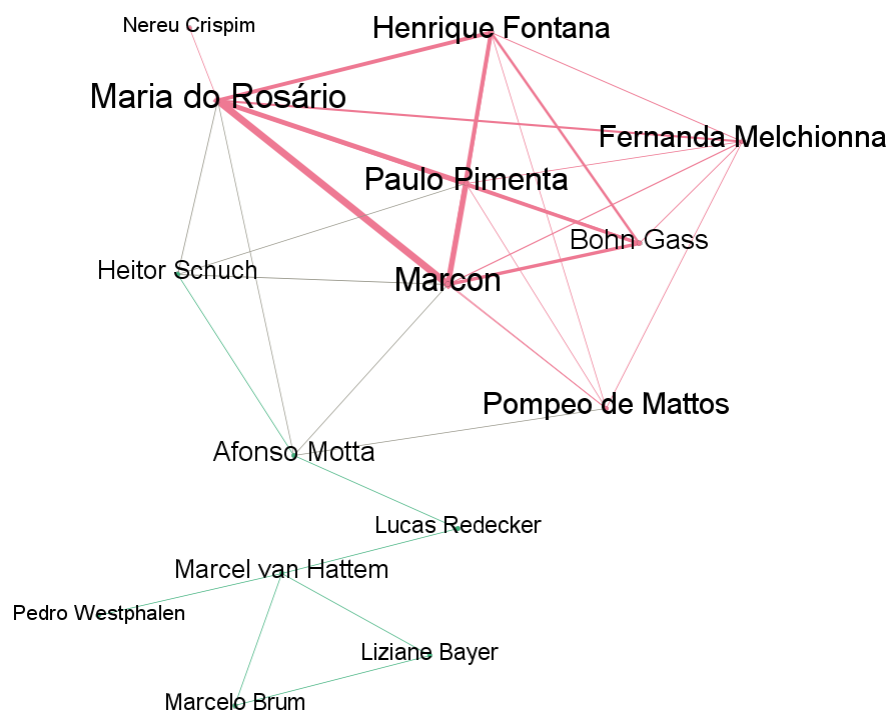 Nereu Crispim
Henrique Fontana
Maria do Rosário
Fernanda Melchionna
Paulo Pimenta
Bohn Gass
Heitor Schuch
Marcon
Pompeo de Mattos
Afonso Motta
Lucas Redecker
Marcel van Hattem
Pedro Westphalen
Liziane Bayer
Marcelo Brum